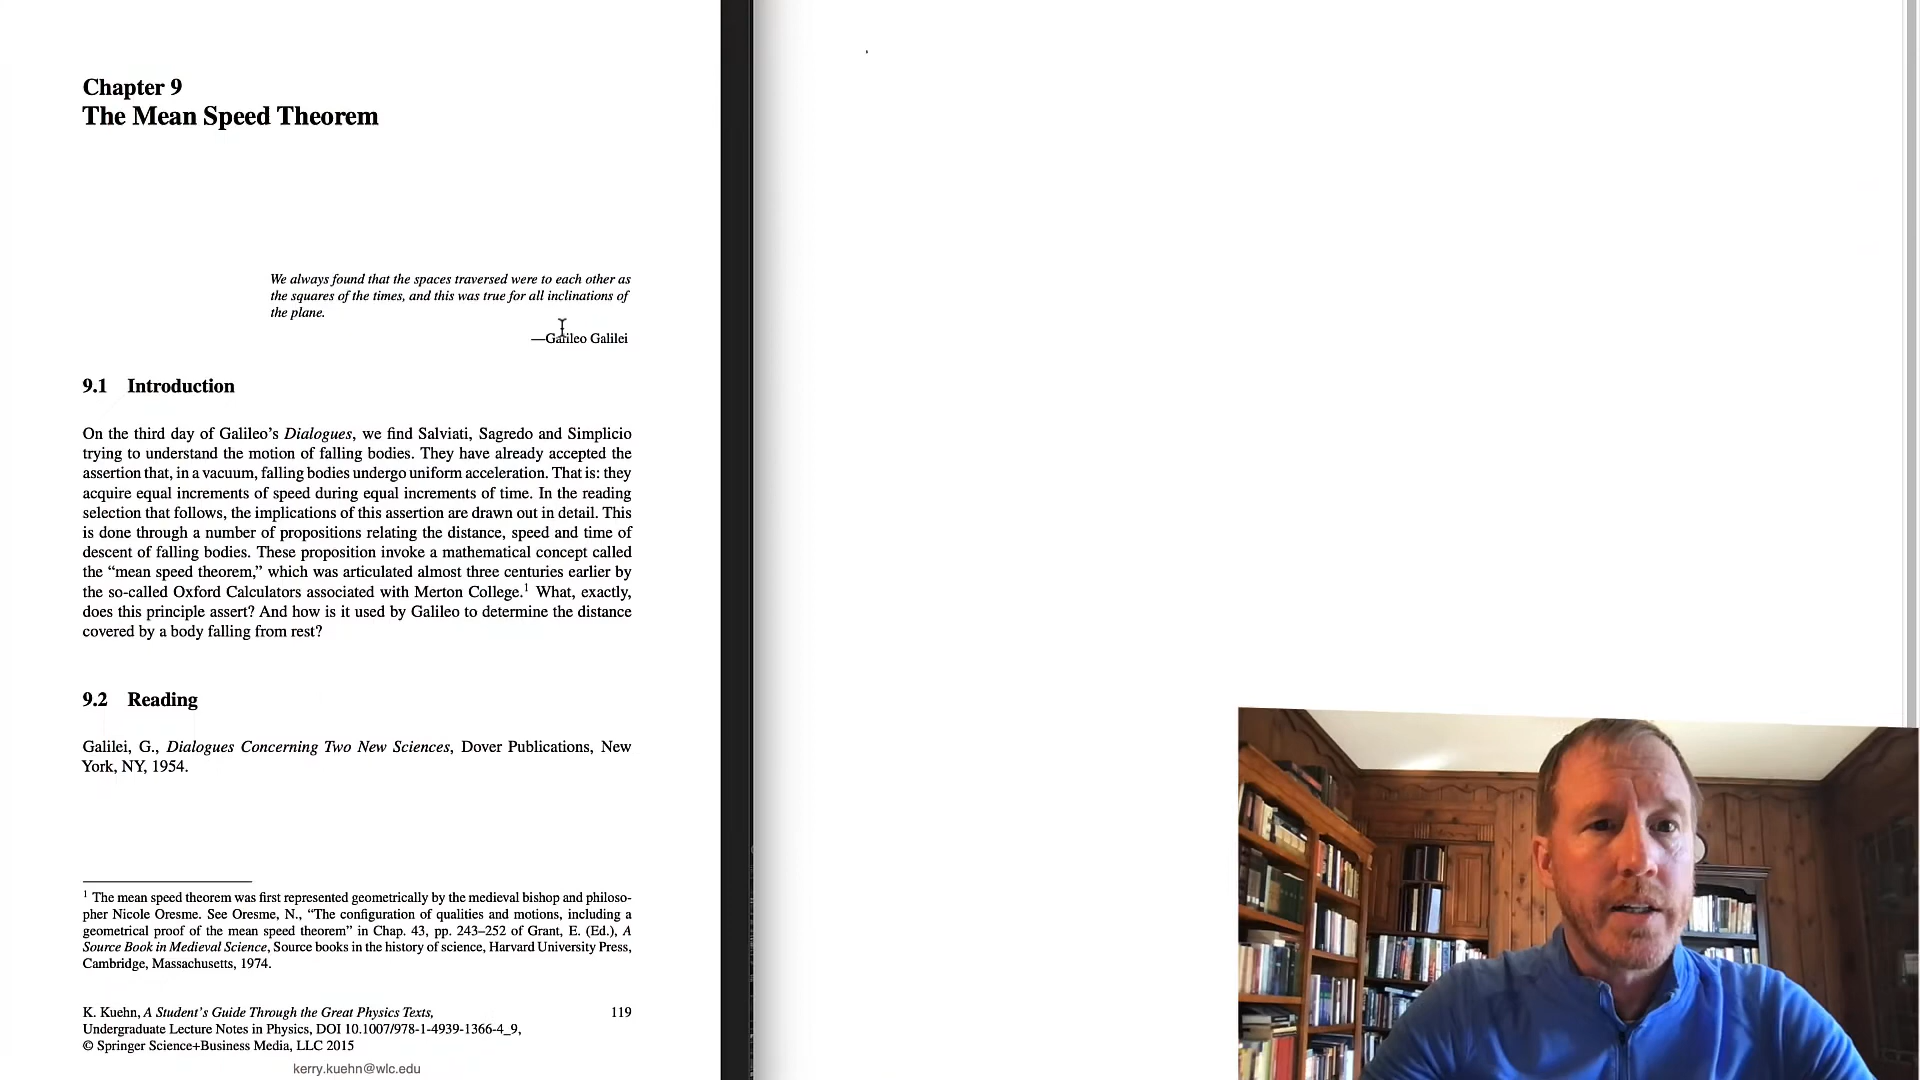 Chapter 9
The Mean Speed Theorem
We always found that the spaces traversed were to each other as
the squares of the times, and this was true for all inclinations of
the plane.
—Galileo Galilei
9.1 Introduction
On the third day of Galileo’s Dialogues, we find Salviati, Sagredo and Simplicio
trying to understand the motion of falling bodies. They have already accepted the
assertion that, in a vacuum, falling bodies undergo uniform acceleration. That is: they
acquire equal increments of speed during equal increments of time. In the reading
selection that follows, the implications of this assertion are drawn out in detail. This
is done through a number of propositions relating the distance, speed and time of
descent of falling bodies. These proposition invoke a mathematical concept called
the “mean speed theorem,” which was articulated almost three centuries earlier by
the so-called Oxford Calculators associated with Merton College.1 What, exactly,
does this principle assert? And how is it used by Galileo to determine the distance
covered by a body falling from rest?
9.2 Reading
Galilei, G., Dialogues Concerning Two New Sciences, Dover Publications, New
York, NY, 1954.
1 The mean speed theorem was first represented geometrically by the medieval bishop and philoso-
pher Nicole Oresme. See Oresme, N., “The configuration of qualities and motions, including a
geometrical proof of the mean speed theorem” in Chap. 43, pp. 243–252 of Grant, E. (Ed.), A
Source Book in Medieval Science, Source books in the history of science, Harvard University Press,
Cambridge, Massachusetts, 1974.
K. Kuehn, A Student’s Guide Through the Great Physics Texts, 119
Undergraduate Lecture Notes in Physics, DOI 10.1007/978-1-4939-1366-4_9,
© Springer Science+Business Media, LLC 2015
kerry.kuehn@wlc.edu